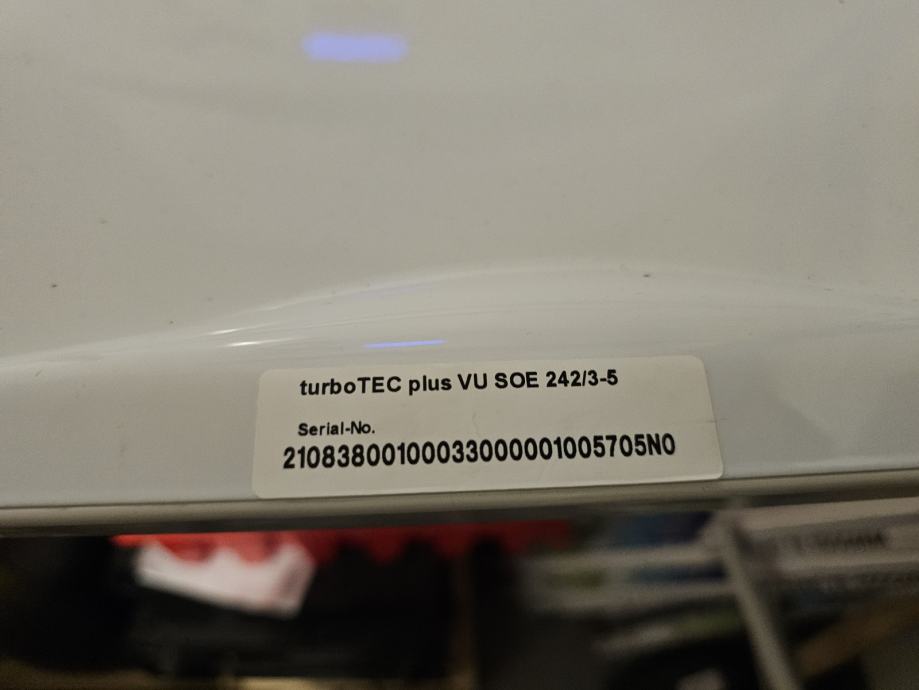 turboTEC plus VU SOE 242/3-5
Serial-No.
21083800100033000001005705N0